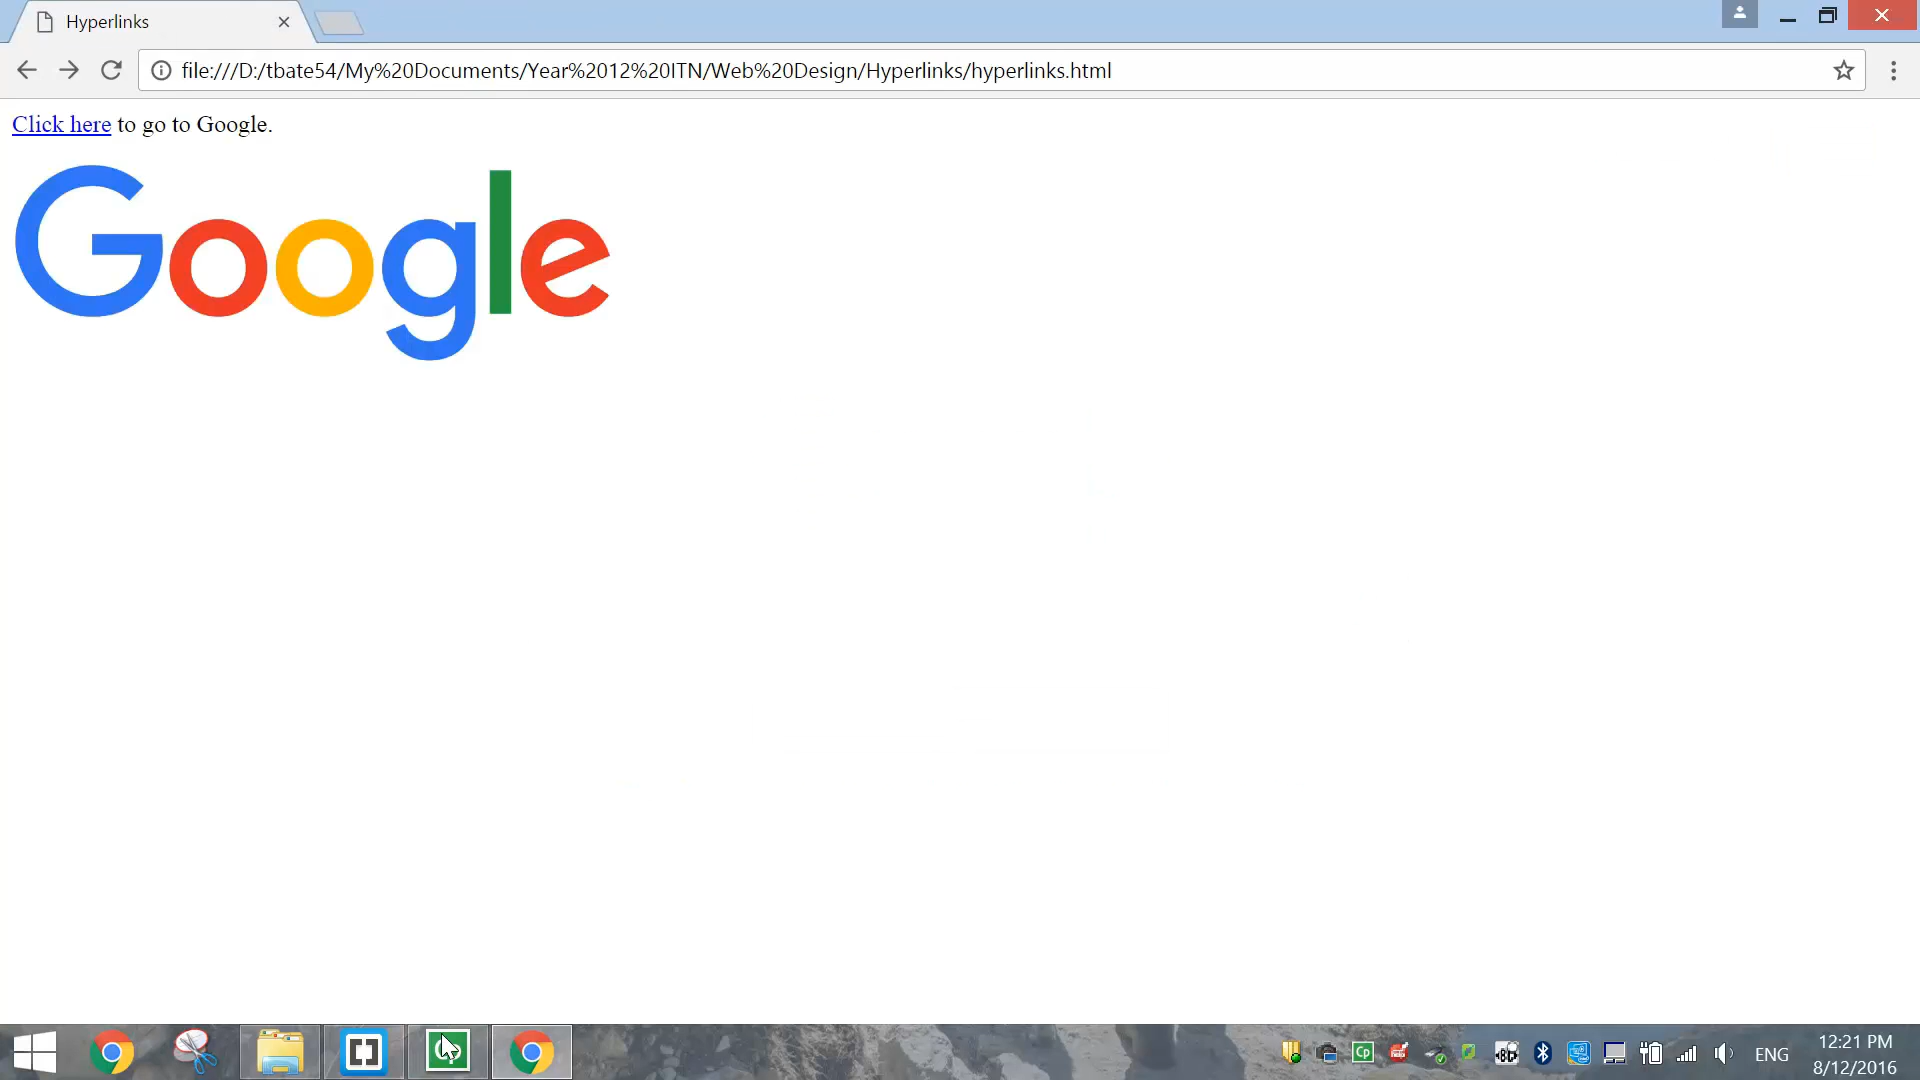 Hyperlinks
file:///D:/tbate54/My%20Documents/Year%2012%20ITN/Web%20Design/Hyperlinks/hyperlinks.html
Click here to go to Google.
Google
Cp
ENG
12:21 PM
8/12/2016